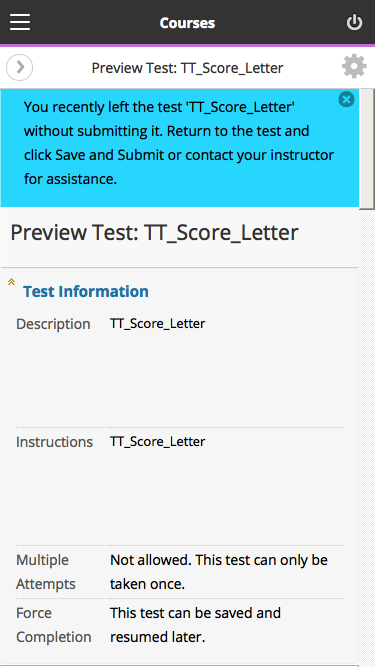 Courses
Preview Test: TT_Score_Letter
You recently left the test 'TT_Score_Letter'
without submitting it. Return to the test and
click Save and Submit or contact your instructor
for assistance.
Preview Test: TT_Score_Letter
Test Information
Description TT_Score_Letter
Instructions TT_Score_Letter
Multiple Not allowed. This test can only be
Attempts taken once.
Force This test can be saved and
Completion resumed later.